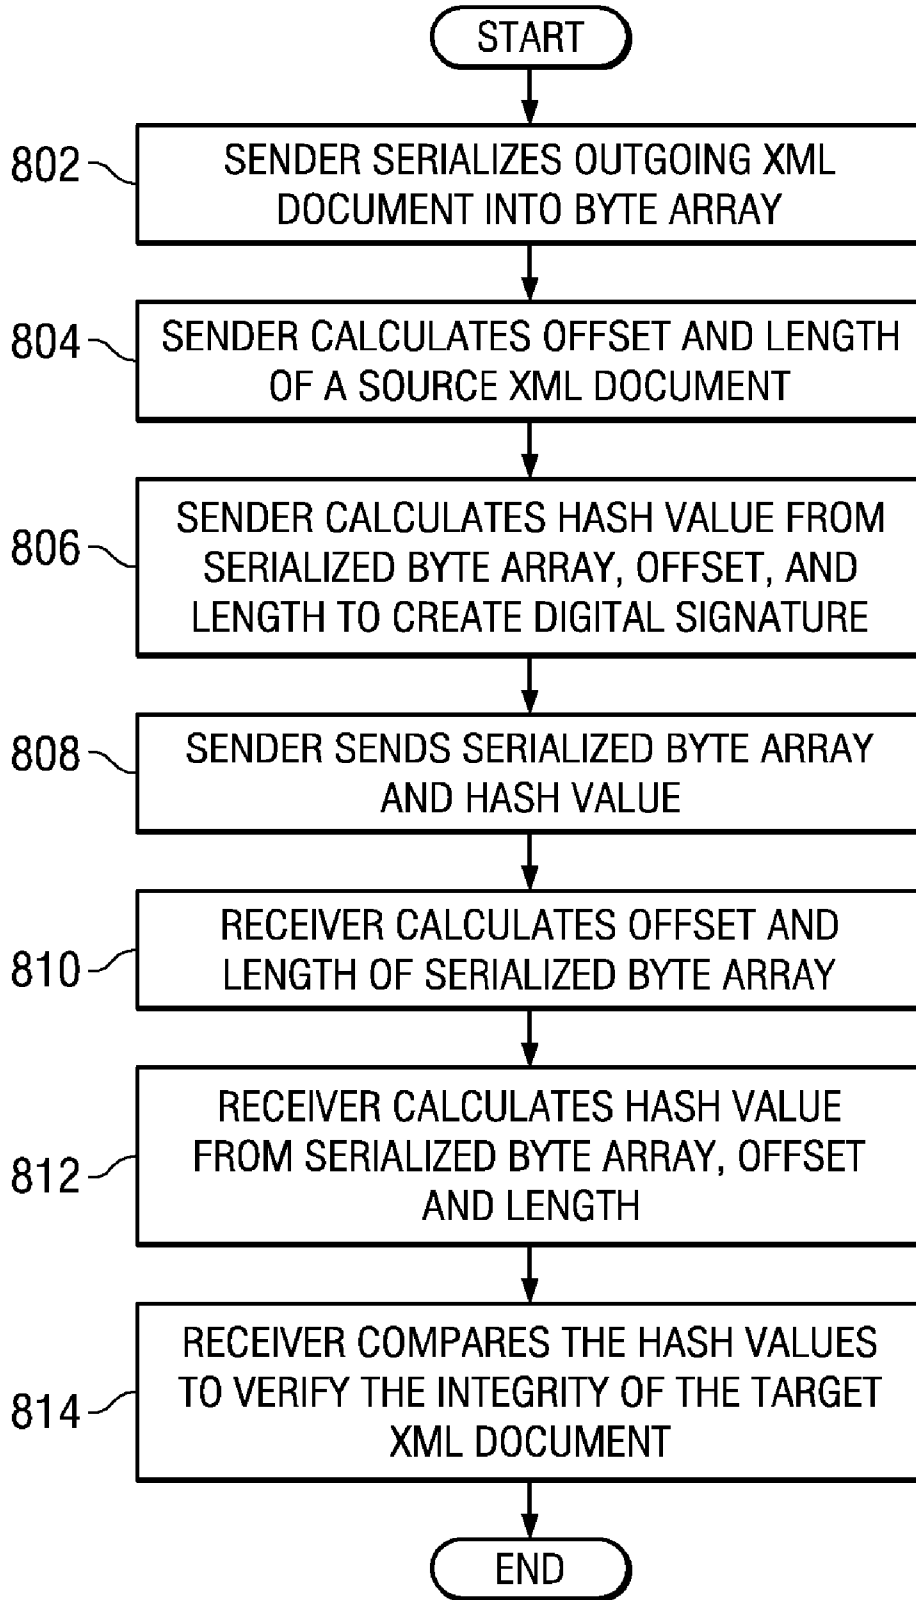 START
802
SENDER SERIALIZES OUTGOING XML
DOCUMENT INTO BYTE ARRAY
804
SENDER CALCULATES OFFSET AND LENGTH
OF A SOURCE XML DOCUMENT
806
SENDER CALCULATES HASH VALUE FROM
SERIALIZED BYTE ARRAY, OFFSET, AND
LENGTH TO CREATE DIGITAL SIGNATURE
808
SENDER SENDS SERIALIZED BYTE ARRAY
AND HASH VALUE
810
RECEIVER CALCULATES OFFSET AND
LENGTH OF SERIALIZED BYTE ARRAY
812
RECEIVER CALCULATES HASH VALUE
FROM SERIALIZED BYTE ARRAY, OFFSET
AND LENGTH
814
RECEIVER COMPARES THE HASH VALUES
TO VERIFY THE INTEGRITY OF THE TARGET
XML DOCUMENT
END